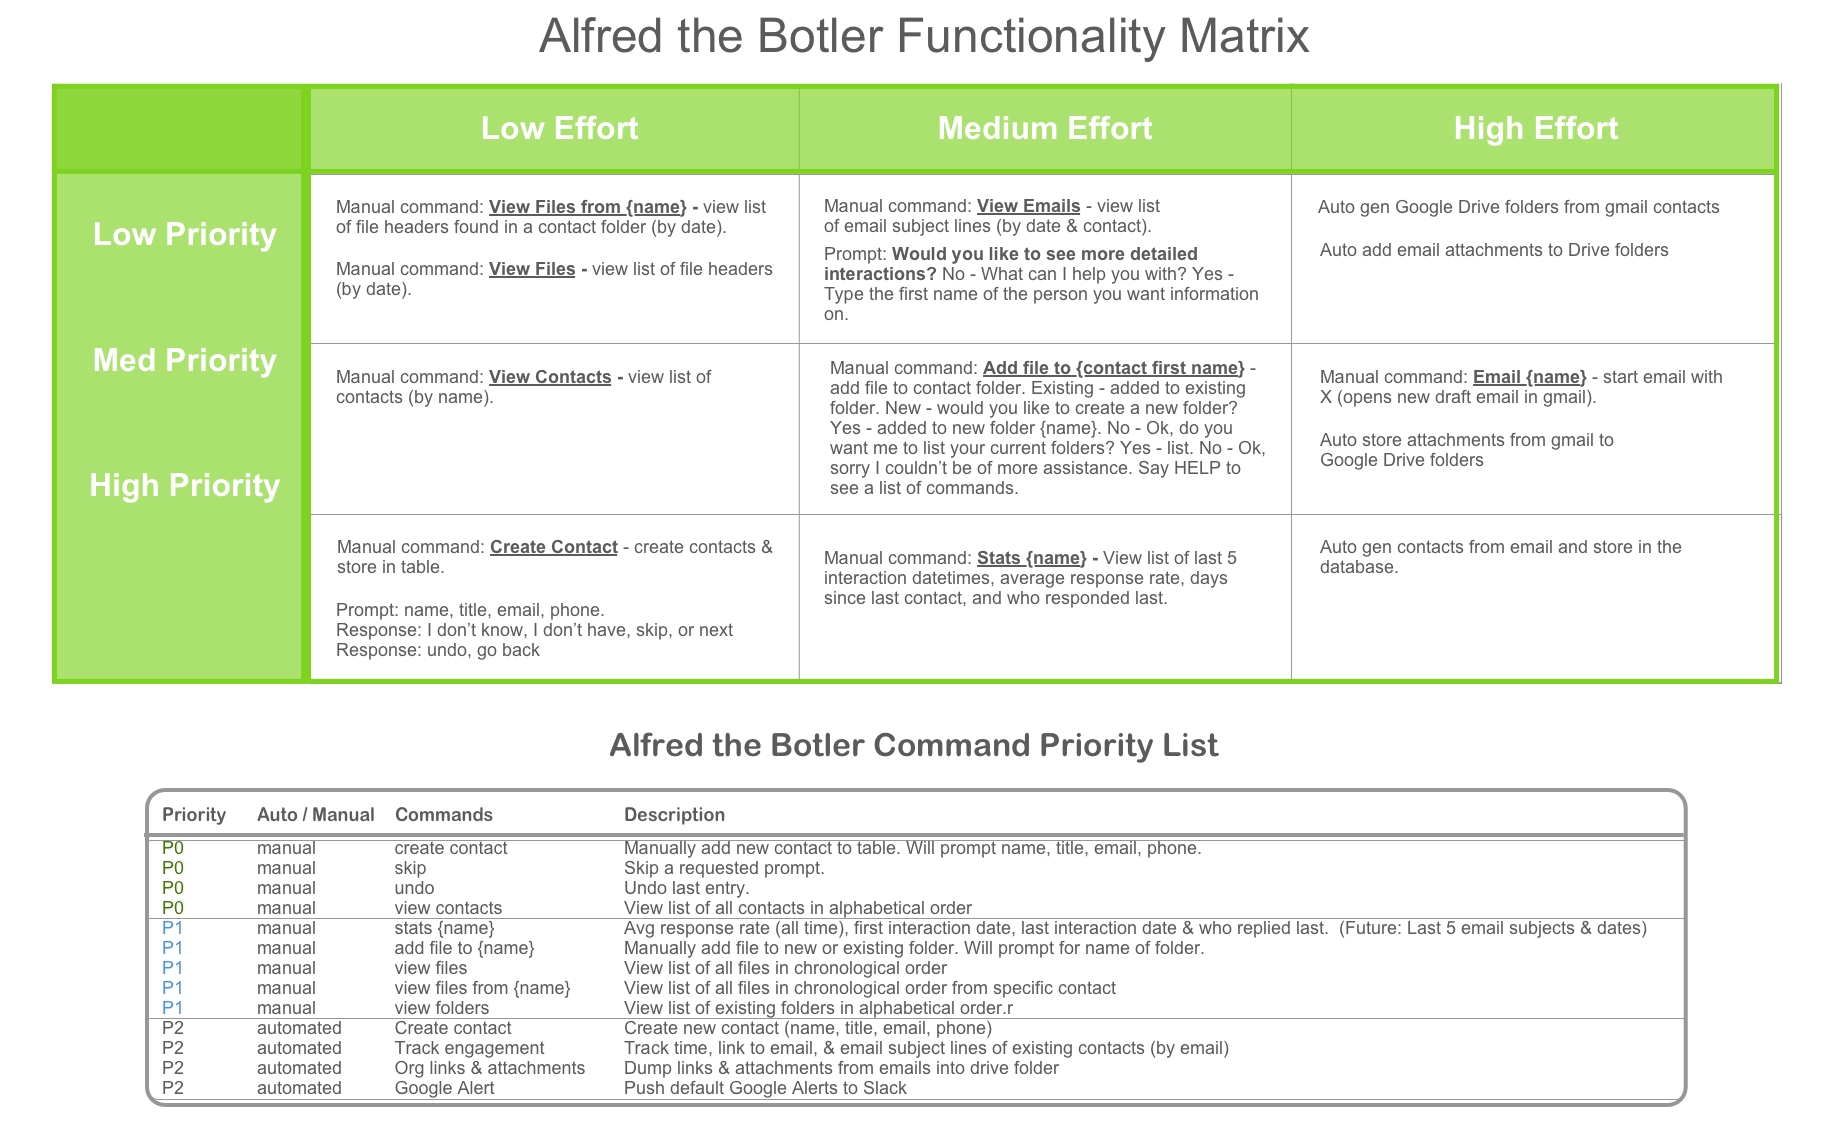 Alfred the Botler Functionality Matrix
Low Effort
Medium Effort
High Effort
Low Priority
Manual command: View Files from {name} - view list
of file headers found in a contact folder (by date).
Manual command: View Files - view list of file headers
(by date).
Manual command: View Emails - view list
of email subject lines (by date & contact).
Prompt: Would you like to see more detailed
interactions? No - What can I help you with? Yes -
Type the first name of the person you want information
on.
Auto gen Google Drive folders from gmail contacts
Auto add email attachments to Drive folders
Med Priority
Manual command: View Contacts - view list of
contacts (by name).
Manual command: Add file to {contact first name} -
add file to contact folder. Existing - added to existing
folder. New - would you like to create a new folder?
Yes - added to new folder {name}. No - Ok, do you
want me to list your current folders? Yes - list. No - Ok,
sorry I couldn't be of more assistance. Say HELP to
see a list of commands.
Manual command: Email {name} - start email with
X (opens new draft email in gmail).
Auto store attachments from gmail to
Google Drive folders
High Priority
Manual command: Create Contact - create contacts &
store in table.
Prompt: name, title, email, phone.
Response: I don't know, I don't have, skip, or next
Response: undo, go back
Manual command: Stats {name} - View list of last 5
interaction datetimes, average response rate, days
since last contact, and who responded last.
Auto gen contacts from email and store in the
database.
Alfred the Botler Command Priority List
Priority Auto / Manual Commands Description
P0 manual create contact Manually add new contact to table. Will prompt name, title, email, phone.
P0 manual skip Skip a requested prompt.
P0 manual undo Undo last entry.
P0 manual view contacts View list of all contacts in alphabetical order
P1 manual stats {name} Avg response rate (all time), first interaction date, last interaction date & who replied last. (Future: Last 5 email subjects & dates)
P1 manual add file to {name} Manually add file to new or existing folder. Will prompt for name of folder.
P1 manual view files View list of all files in chronological order
P1 manual view files from {name} View list of all files in chronological order from specific contact
P1 manual view folders View list of existing folders in alphabetical order.r
P2 automated Create contact Create new contact (name, title, email, phone)
P2 automated Track engagement Track time, link to email, & email subject lines of existing contacts (by email)
P2 automated Org links & attachments Dump links & attachments from emails into drive folder
P2 automated Google Alert Push default Google Alerts to Slack